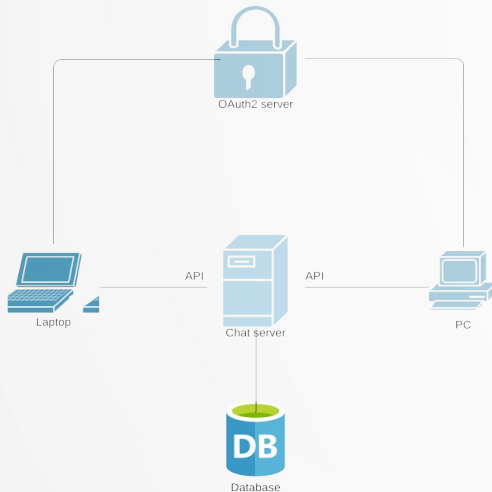 OAuth2 server
API
API
Laptop
Chat server
PC
DB
Database